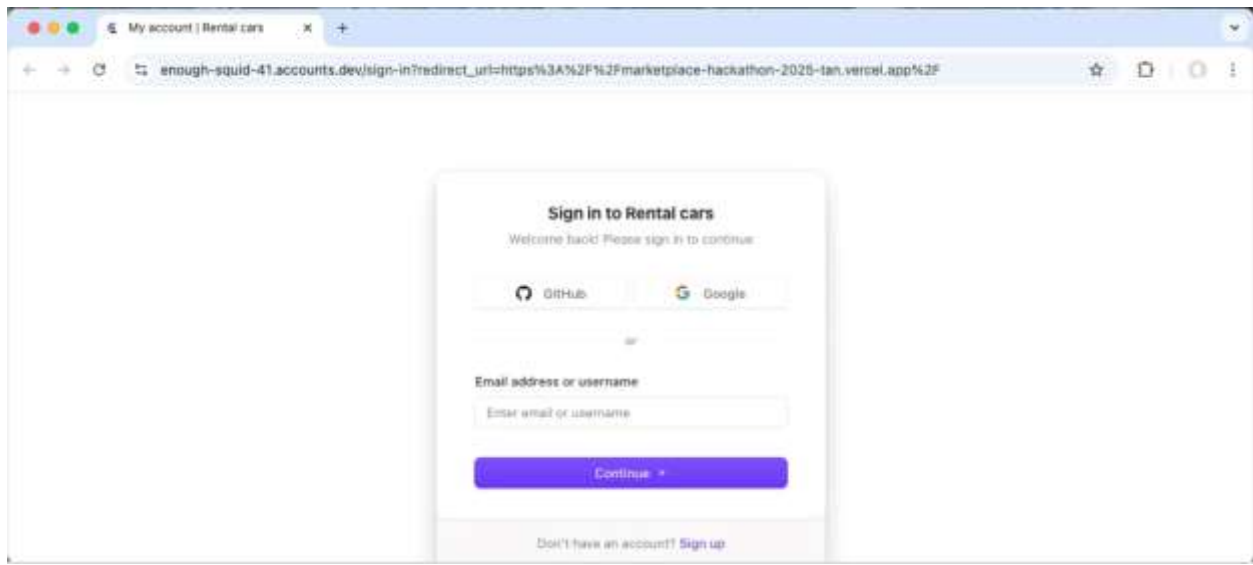 My account | Rental cars
enough-squid-41.accounts.dev/sign-in?redirect_url=https%3A%2F%2Fmarketplace-hackathon-2025-tan.vercel.app%2F
Sign in to Rental cars
Welcome back! Please sign in to continue
GitHub Google
or
Email address or username
Enter email or username
Continue
Don't have an account? Sign up